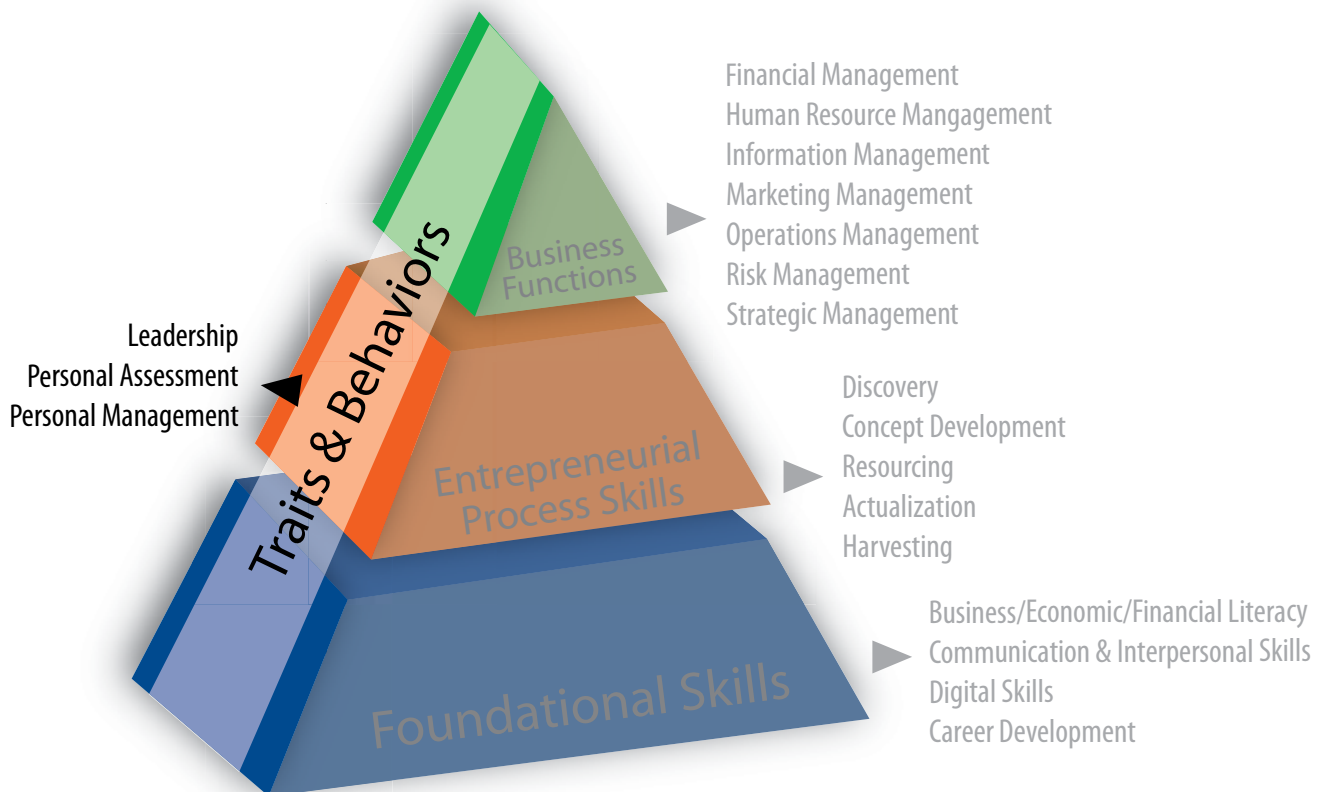 Financial Management
Human Resource Mangagement
Information Management
Marketing Management
Operations Management
Risk Management
Strategic Management
Business
Functions
Leadership
Personal Assessment
Personal Management
Traits & Behaviors
Discovery
Concept Development
Resourcing
Actualization
Harvesting
Entrepreneurial
Process Skills
Business/Economic/Financial Literacy
Communication & Interpersonal Skills
Digital Skills
Career Development
Foundational Skills